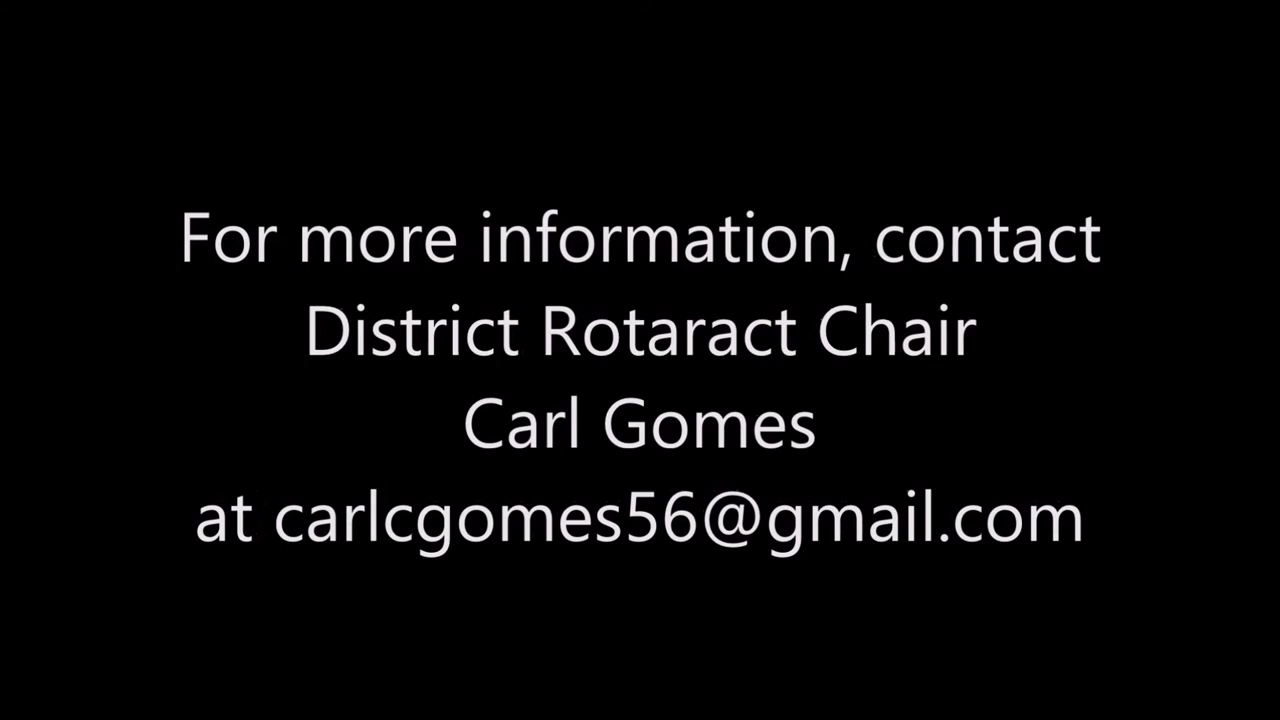 For more information, contact
District Rotaract Chair
Carl Gomes
at carlcgomes56@gmail.com